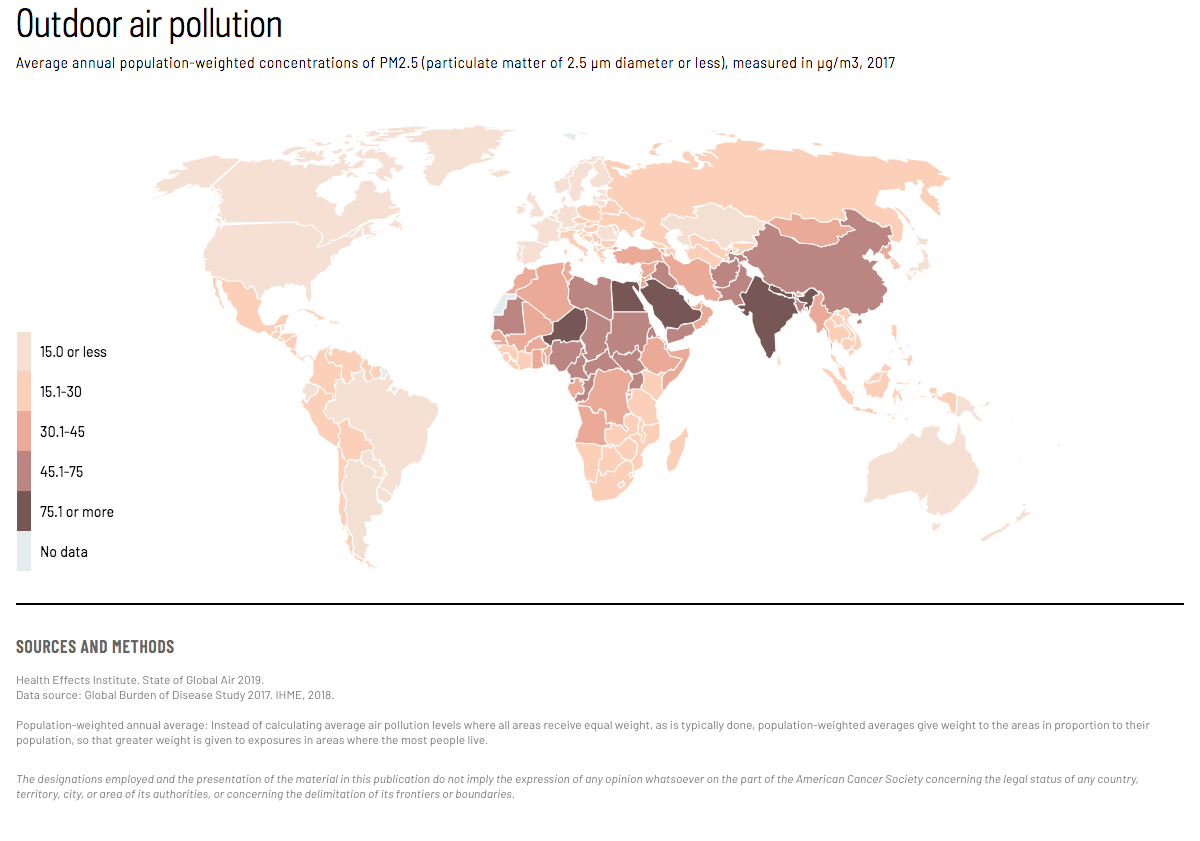 Outdoor air pollution
Average annual population-weighted concentrations of PM2.5 (particulate matter of 2.5 μm diameter or less), measured in μg/m3, 2017
15.0 or less
15.1-30
30.1-45
45.1-75
75.1 or more
No data
SOURCES AND METHODS
Health Effects Institute. State of Global Air 2019.
Data source: Global Burden of Disease Study 2017. IHME, 2018.
Population-weighted annual average: Instead of calculating average air pollution levels where all areas receive equal weight, as is typically done, population-weighted averages give weight to the areas in proportion to their
population, so that greater weight is given to exposures in areas where the most people live.
The designations employed and the presentation of the material in this publication do not imply the expression of any opinion whatsoever on the part of the American Cancer Society concerning the legal status of any country,
territory, city, or area of its authorities, or concerning the delimitation of its frontiers or boundaries.